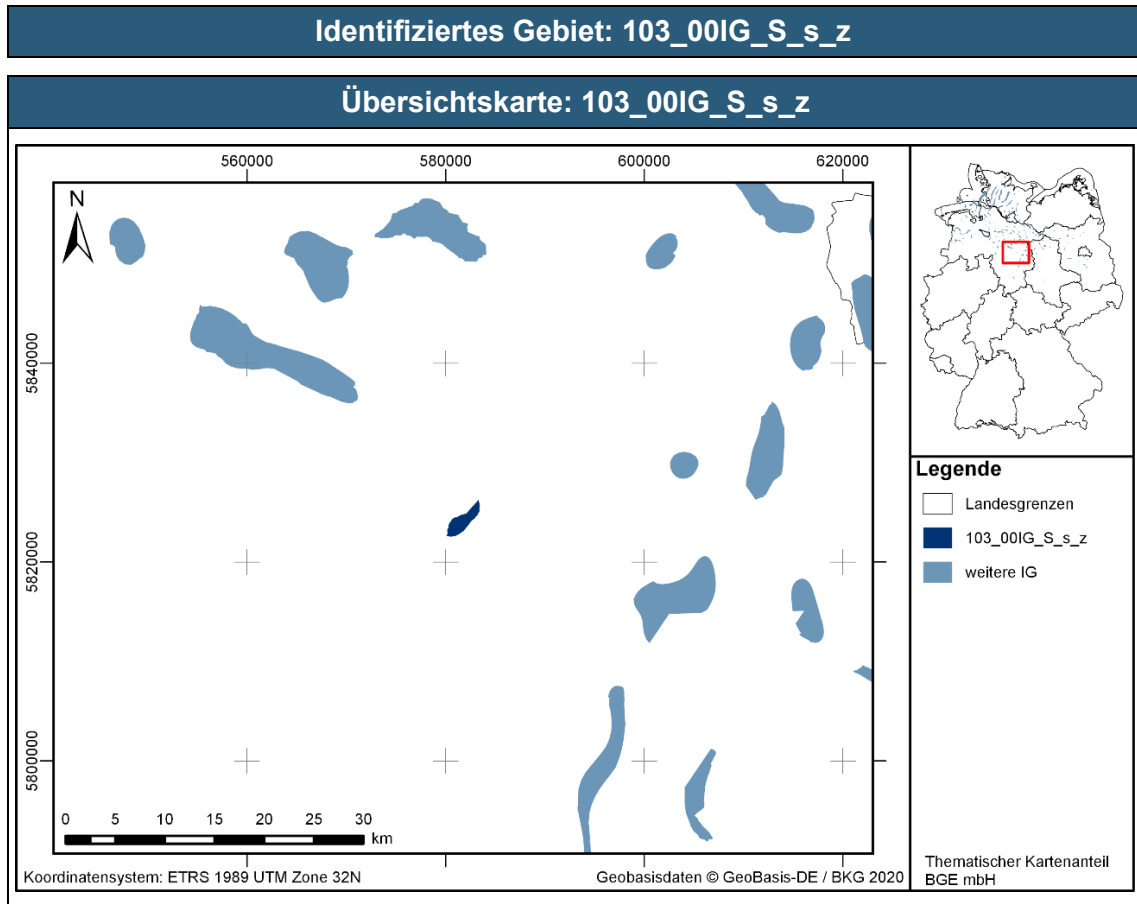 Identifiziertes Gebiet: 103_00IG_S_s_z
Übersichtskarte: 103_00IG_S_s_z
560000 580000 600000 620000
N
5840000
5820000
5800000
0 5 10 15 20 25 30
km
Koordinatensystem: ETRS 1989 UTM Zone 32N
Geobasisdaten © GeoBasis-DE / BKG 2020
Legende
Landesgrenzen
103_00IG_S_s_z
weitere IG
Thematischer Kartenanteil
BGE mbH